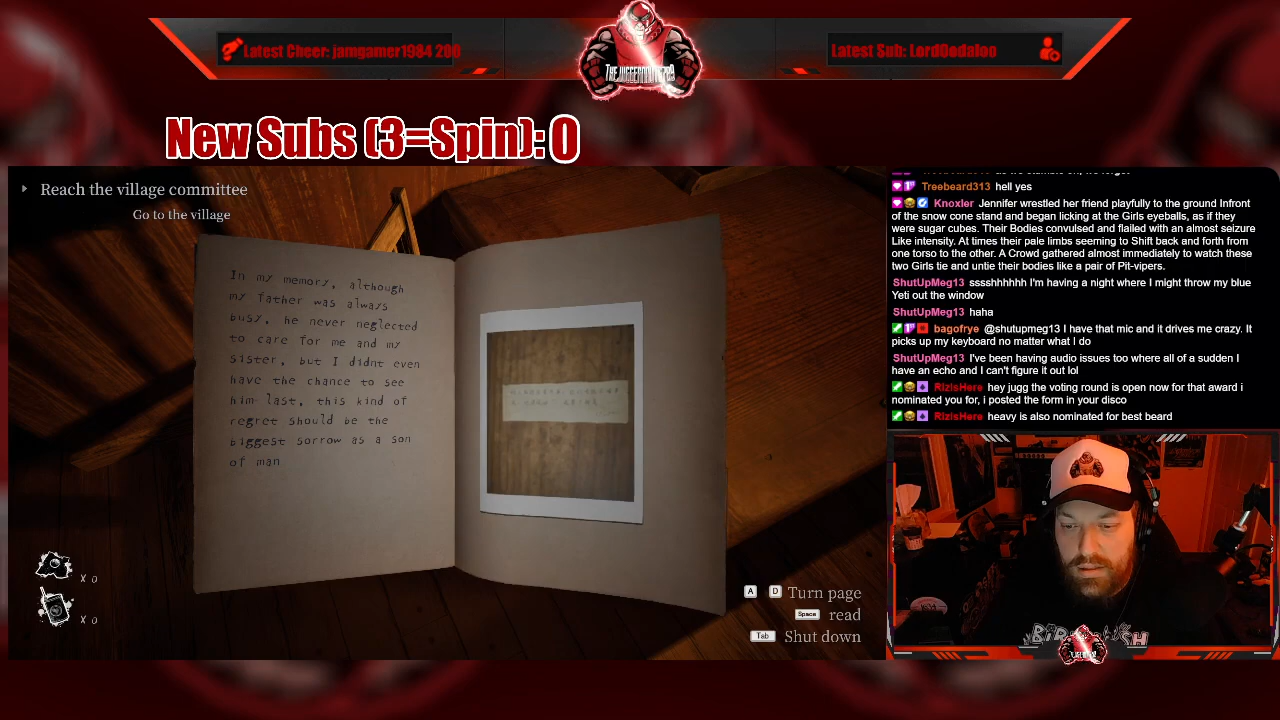 Latest Cheer: jamgamer1984 200
Latest Sub: LordOodaloo
New Subs (3=Spin): 0
Reach the village committee
Go to the village
In my memory, although
my father was always
busy, he never neglected
to care for me and my
sister, but I didnt even
have the chance to see
him last, this kind of
regret should be the
biggest sorrow as a son
of man
X 0
X 0
A D Turn page
Space read
Tab Shut down
Treebeard313 hell yes
Knoxler Jennifer wrestled her friend playfully to the ground Infront
of the snow cone stand and began licking at the Girls eyeballs, as if they
were sugar cubes. Their Bodies convulsed and flailed with an almost seizure
Like intensity. At times their pale limbs seeming to Shift back and forth from
one torso to the other. A Crowd gathered almost immediately to watch these
two Girls tie and untie their bodies like a pair of Pit-vipers.
ShutUpMeg13 sssshhhhhh I'm having a night where I might throw my blue
Yeti out the window
ShutUpMeg13 haha
bagofrye @shutupmeg13 I have that mic and it drives me crazy. It
picks up my keyboard no matter what I do
ShutUpMeg13 I've been having audio issues too where all of a sudden I
have an echo and I can't figure it out lol
RizIsHere hey jugg the voting round is open now for that award i
nominated you for, i posted the form in your disco
RizIsHere heavy is also nominated for best beard